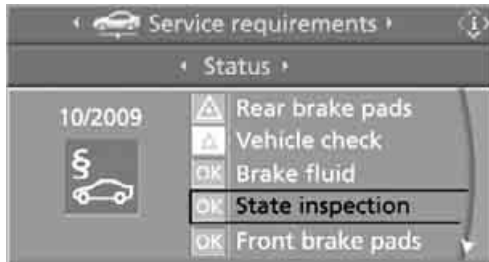 Service requirements
i
Status
10/2009
Rear brake pads
Vehicle check
§
OK Brake fluid
OK State inspection
OK Front brake pads